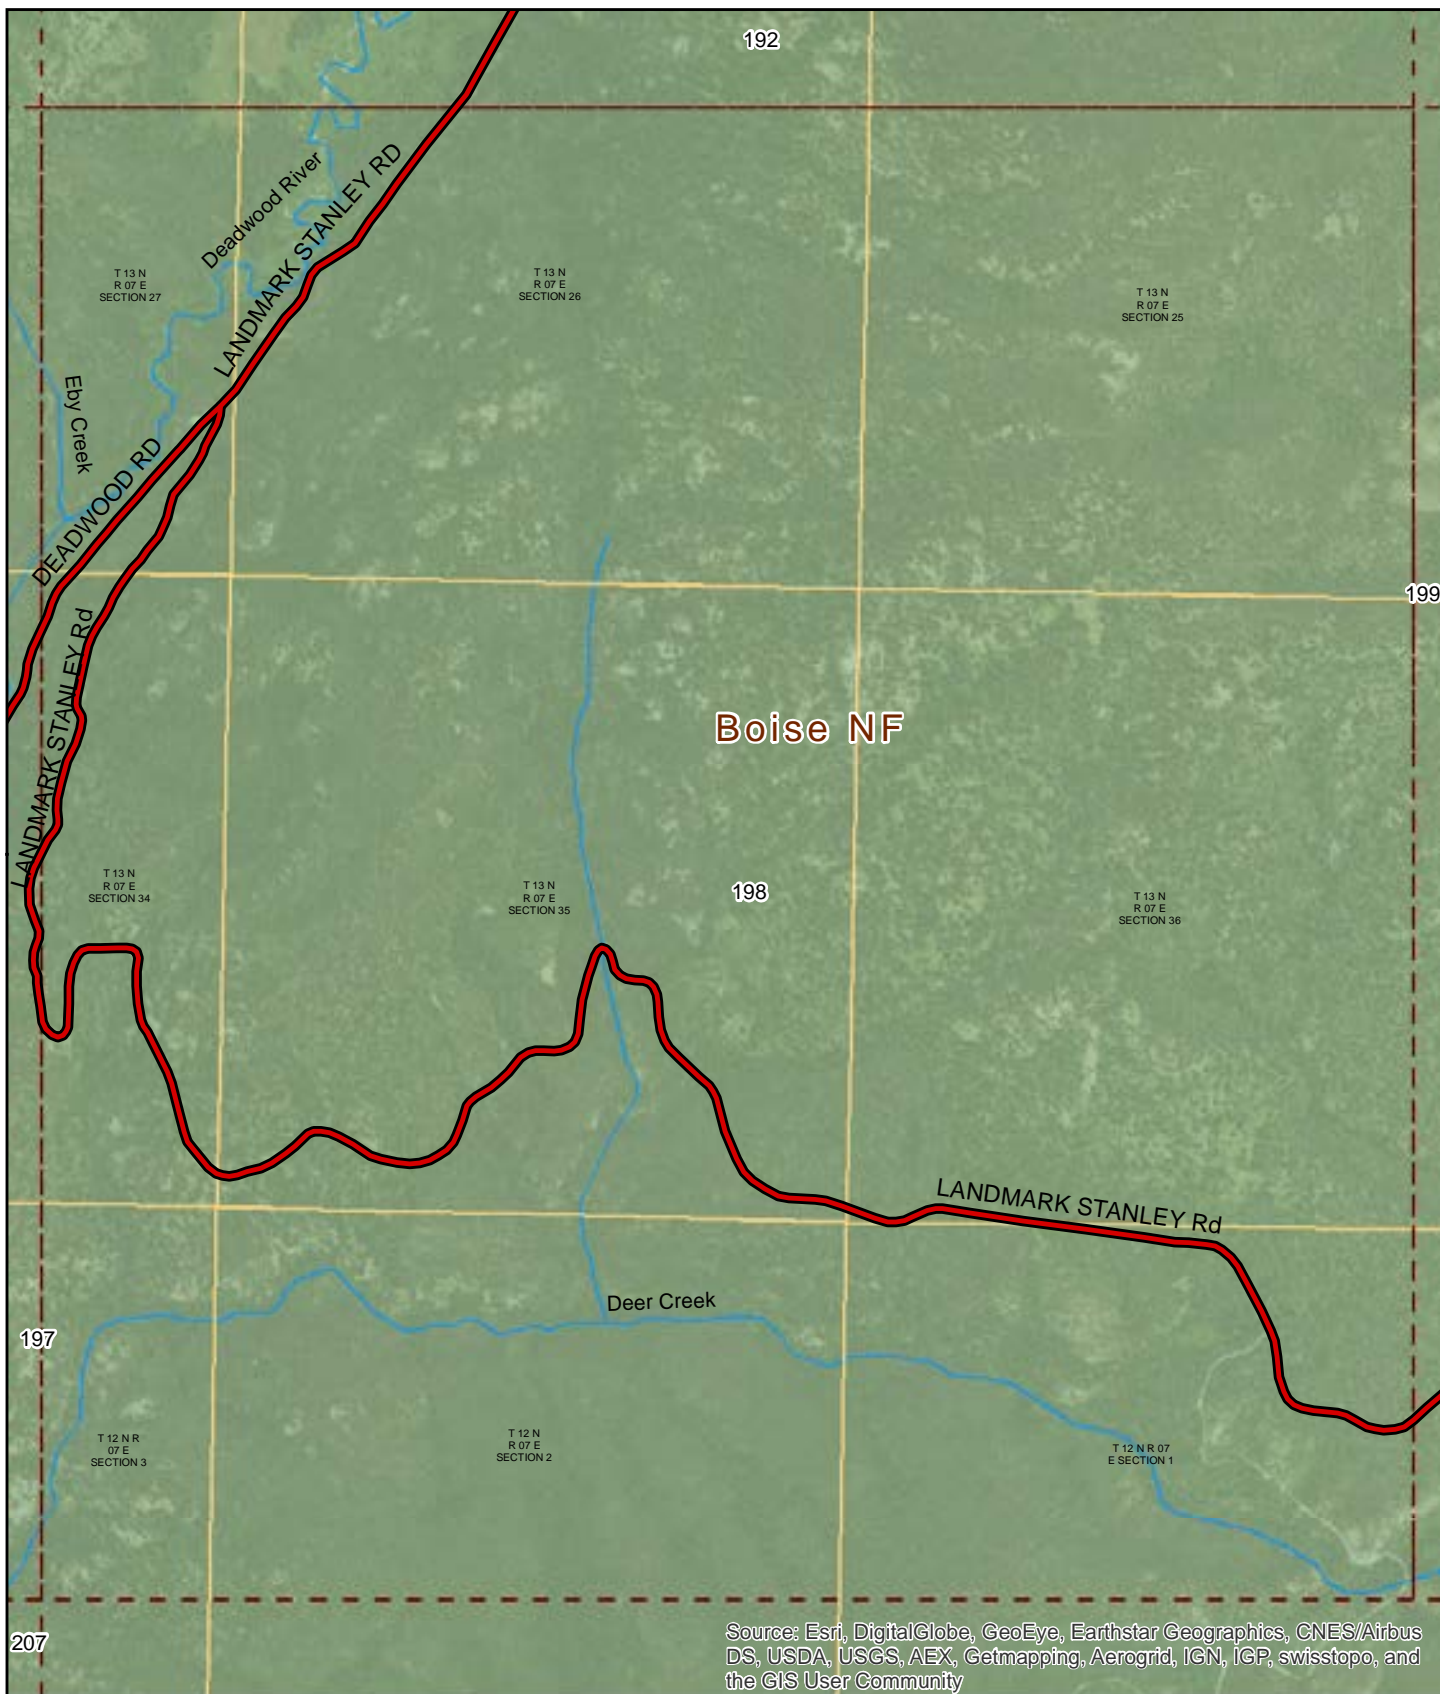 192
Deadwood River
LANDMARK STANLEY RD
T 13 N
R 07 E
SECTION 27
T 13 N
R 07 E
SECTION 26
T 13 N
R 07 E
SECTION 25
Eby Creek
DEADWOOD RD
199
LANDMARK STANLEY Rd
Boise NF
T 13 N
R 07 E
SECTION 34
T 13 N
R 07 E
SECTION 35
198
T 13 N
R 07 E
SECTION 36
LANDMARK STANLEY Rd
Deer Creek
197
T 12 N R
07 E
SECTION 3
T 12 N
R 07 E
SECTION 2
T 12 N R 07
E SECTION 1
207
Source: Esri, DigitalGlobe, GeoEye, Earthstar Geographics, CNES/Airbus
DS, USDA, USGS, AEX, Getmapping, Aerogrid, IGN, IGP, swisstopo, and
the GIS User Community